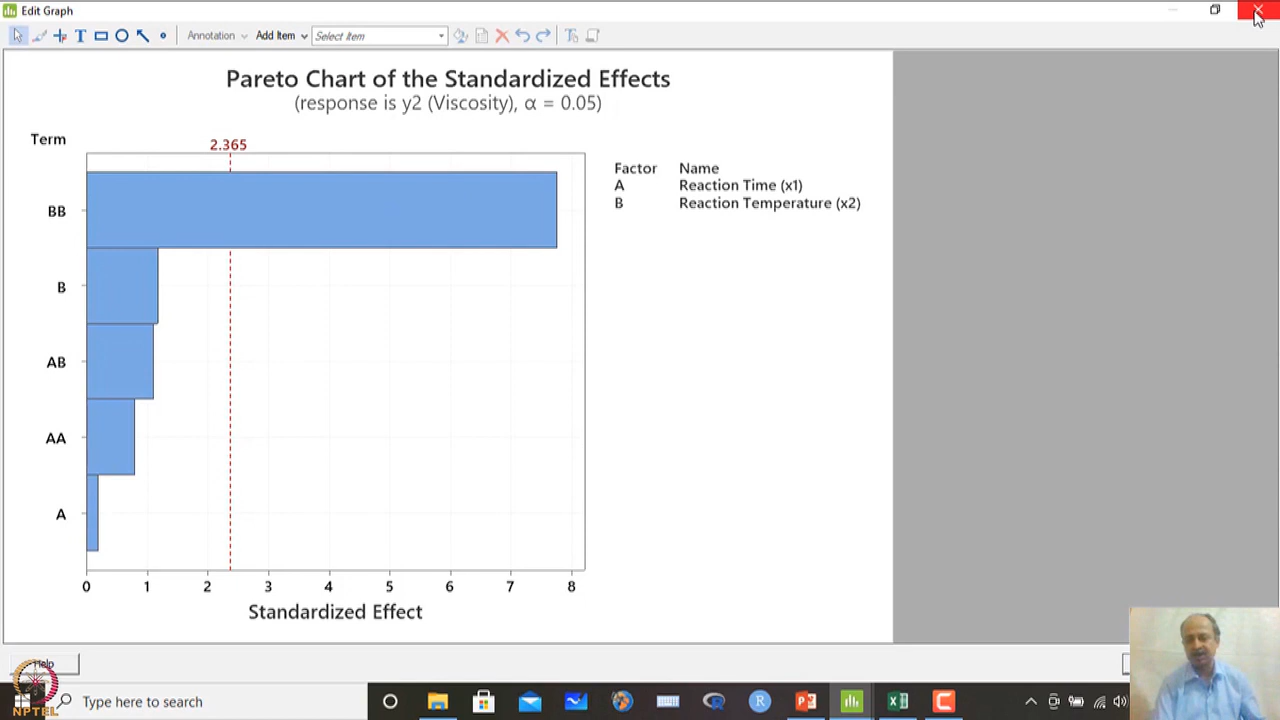 Edit Graph
Annotation Add Item Select Item
Pareto Chart of the Standardized Effects
(response is y2 (Viscosity), α = 0.05)
Term
2.365
Factor Name
A Reaction Time (x1)
B Reaction Temperature (x2)
BB
B
AB
AA
A
0 1 2 3 4 5 6 7 8
Standardized Effect
Help
Type here to search
NPTEL